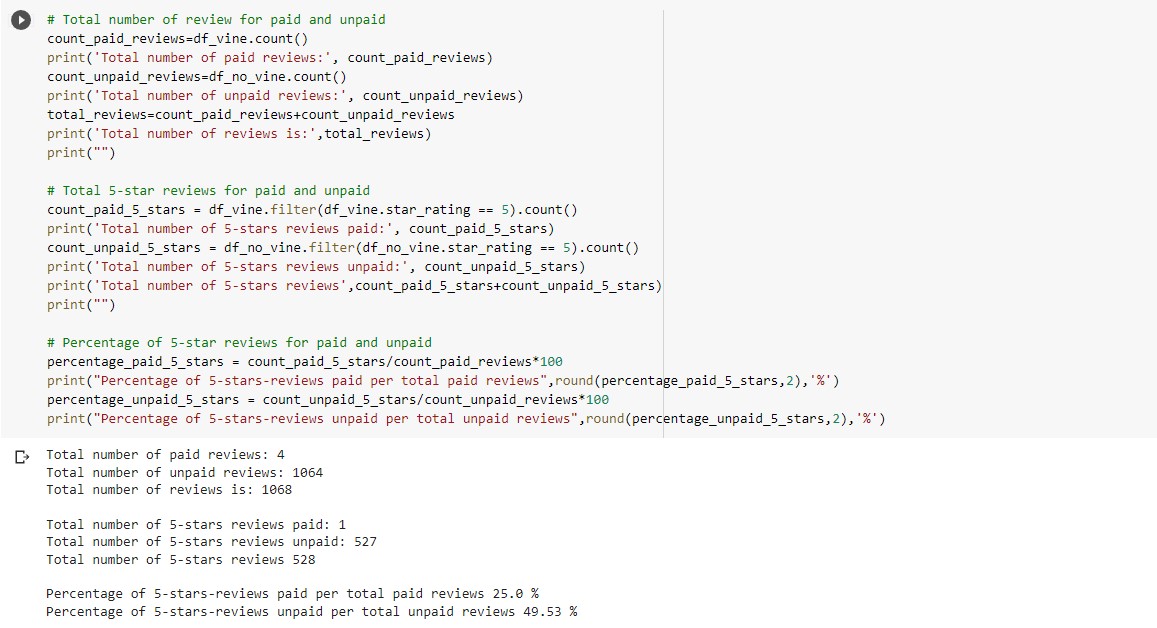 # Total number of review for paid and unpaid
count_paid_reviews=df_vine.count()
print('Total number of paid reviews:', count_paid_reviews)
count_unpaid_reviews=df_no_vine.count()
print('Total number of unpaid reviews:', count_unpaid_reviews)
total_reviews=count_paid_reviews+count_unpaid_reviews
print('Total number of reviews is:',total_reviews)
print("")

# Total 5-star reviews for paid and unpaid
count_paid_5_stars = df_vine.filter(df_vine.star_rating == 5).count()
print('Total number of 5-stars reviews paid:', count_paid_5_stars)
count_unpaid_5_stars = df_no_vine.filter(df_no_vine.star_rating == 5).count()
print('Total number of 5-stars reviews unpaid:', count_unpaid_5_stars)
print('Total number of 5-stars reviews',count_paid_5_stars+count_unpaid_5_stars)
print("")

# Percentage of 5-star reviews for paid and unpaid
percentage_paid_5_stars = count_paid_5_stars/count_paid_reviews*100
print("Percentage of 5-stars-reviews paid per total paid reviews",round(percentage_paid_5_stars,2),'%')
percentage_unpaid_5_stars = count_unpaid_5_stars/count_unpaid_reviews*100
print("Percentage of 5-stars-reviews unpaid per total unpaid reviews",round(percentage_unpaid_5_stars,2),'%')

Total number of paid reviews: 4
Total number of unpaid reviews: 1064
Total number of reviews is: 1068

Total number of 5-stars reviews paid: 1
Total number of 5-stars reviews unpaid: 527
Total number of 5-stars reviews 528

Percentage of 5-stars-reviews paid per total paid reviews 25.0 %
Percentage of 5-stars-reviews unpaid per total unpaid reviews 49.53 %